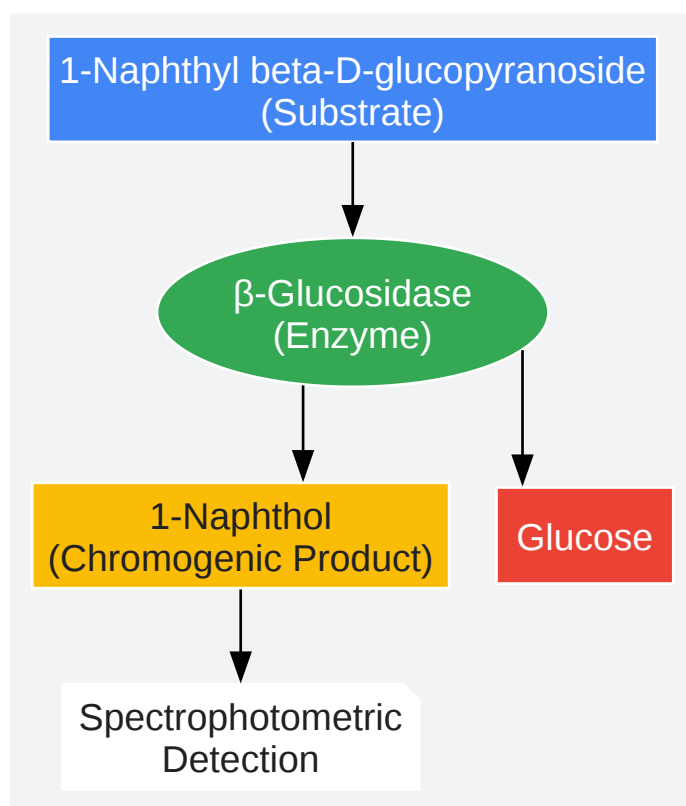 1-Naphthyl beta-D-glucopyranoside
(Substrate)
β-Glucosidase
(Enzyme)
1-Naphthol
(Chromogenic Product)
Glucose
Spectrophotometric
Detection